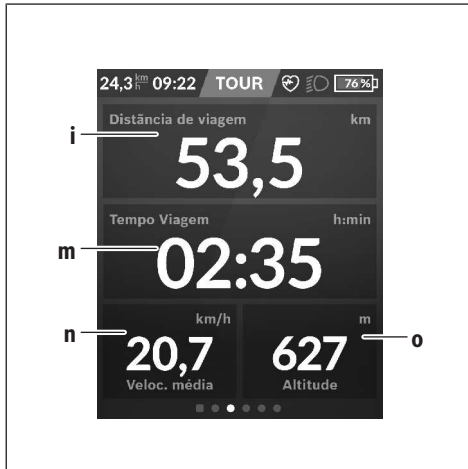 24,3 km/h 09:22 TOUR 76 %
Distância de viagem km
i
53,5
Tempo Viagem h:min
m
02:35
km/h m
n o
20,7 627
Veloc. média Altitude